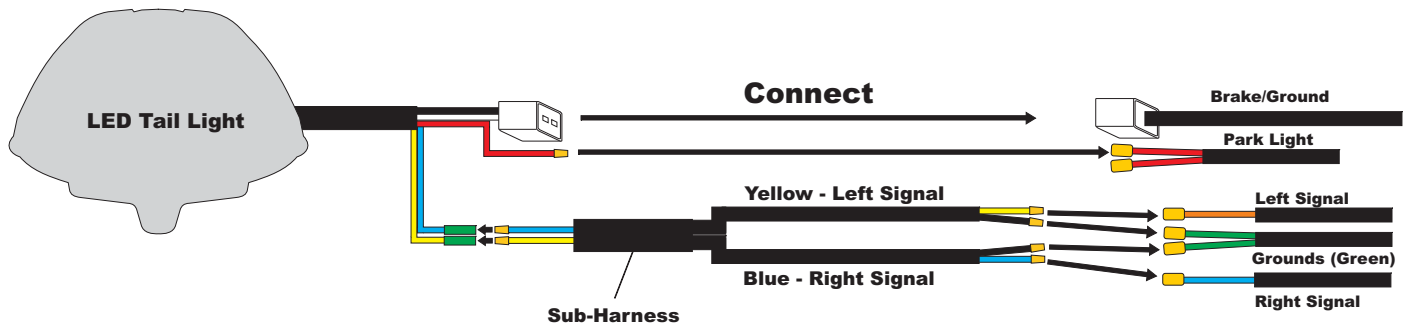 LED Tail Light
Connect
Brake/Ground
Park Light
Yellow - Left Signal
Left Signal
Grounds (Green)
Blue - Right Signal
Right Signal
Sub-Harness